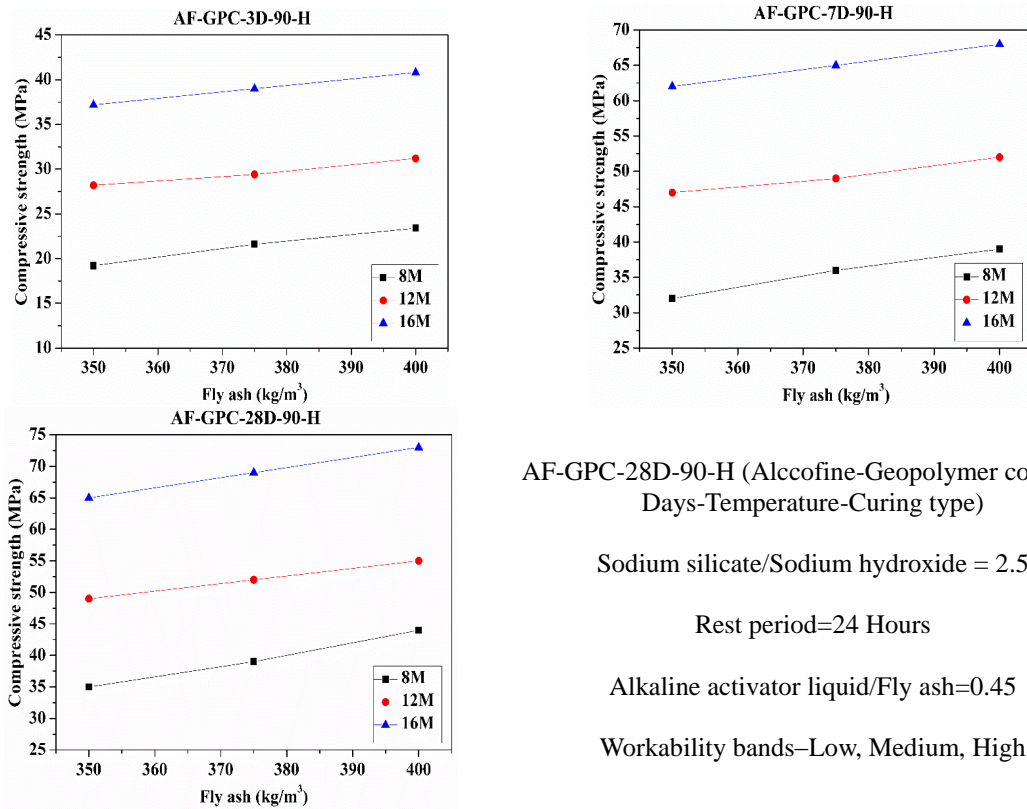 AF-GPC-3D-90-H
45
40
35
30
25
20
15
10
Compressive strength (MPa)
350 360 370 380 390 400
Fly ash (kg/m³)
8M
12M
16M
AF-GPC-7D-90-H
70
65
60
55
50
45
40
35
30
25
Compressive strength (MPa)
350 360 370 380 390 400
Fly ash (kg/m³)
8M
12M
16M
AF-GPC-28D-90-H
75
70
65
60
55
50
45
40
35
30
25
Compressive strength (MPa)
350 360 370 380 390 400
Fly ash (kg/m³)
8M
12M
16M
AF-GPC-28D-90-H (Alccofine-Geopolymer co
Days-Temperature-Curing type)
Sodium silicate/Sodium hydroxide = 2.5
Rest period=24 Hours
Alkaline activator liquid/Fly ash=0.45
Workability bands–Low, Medium, High